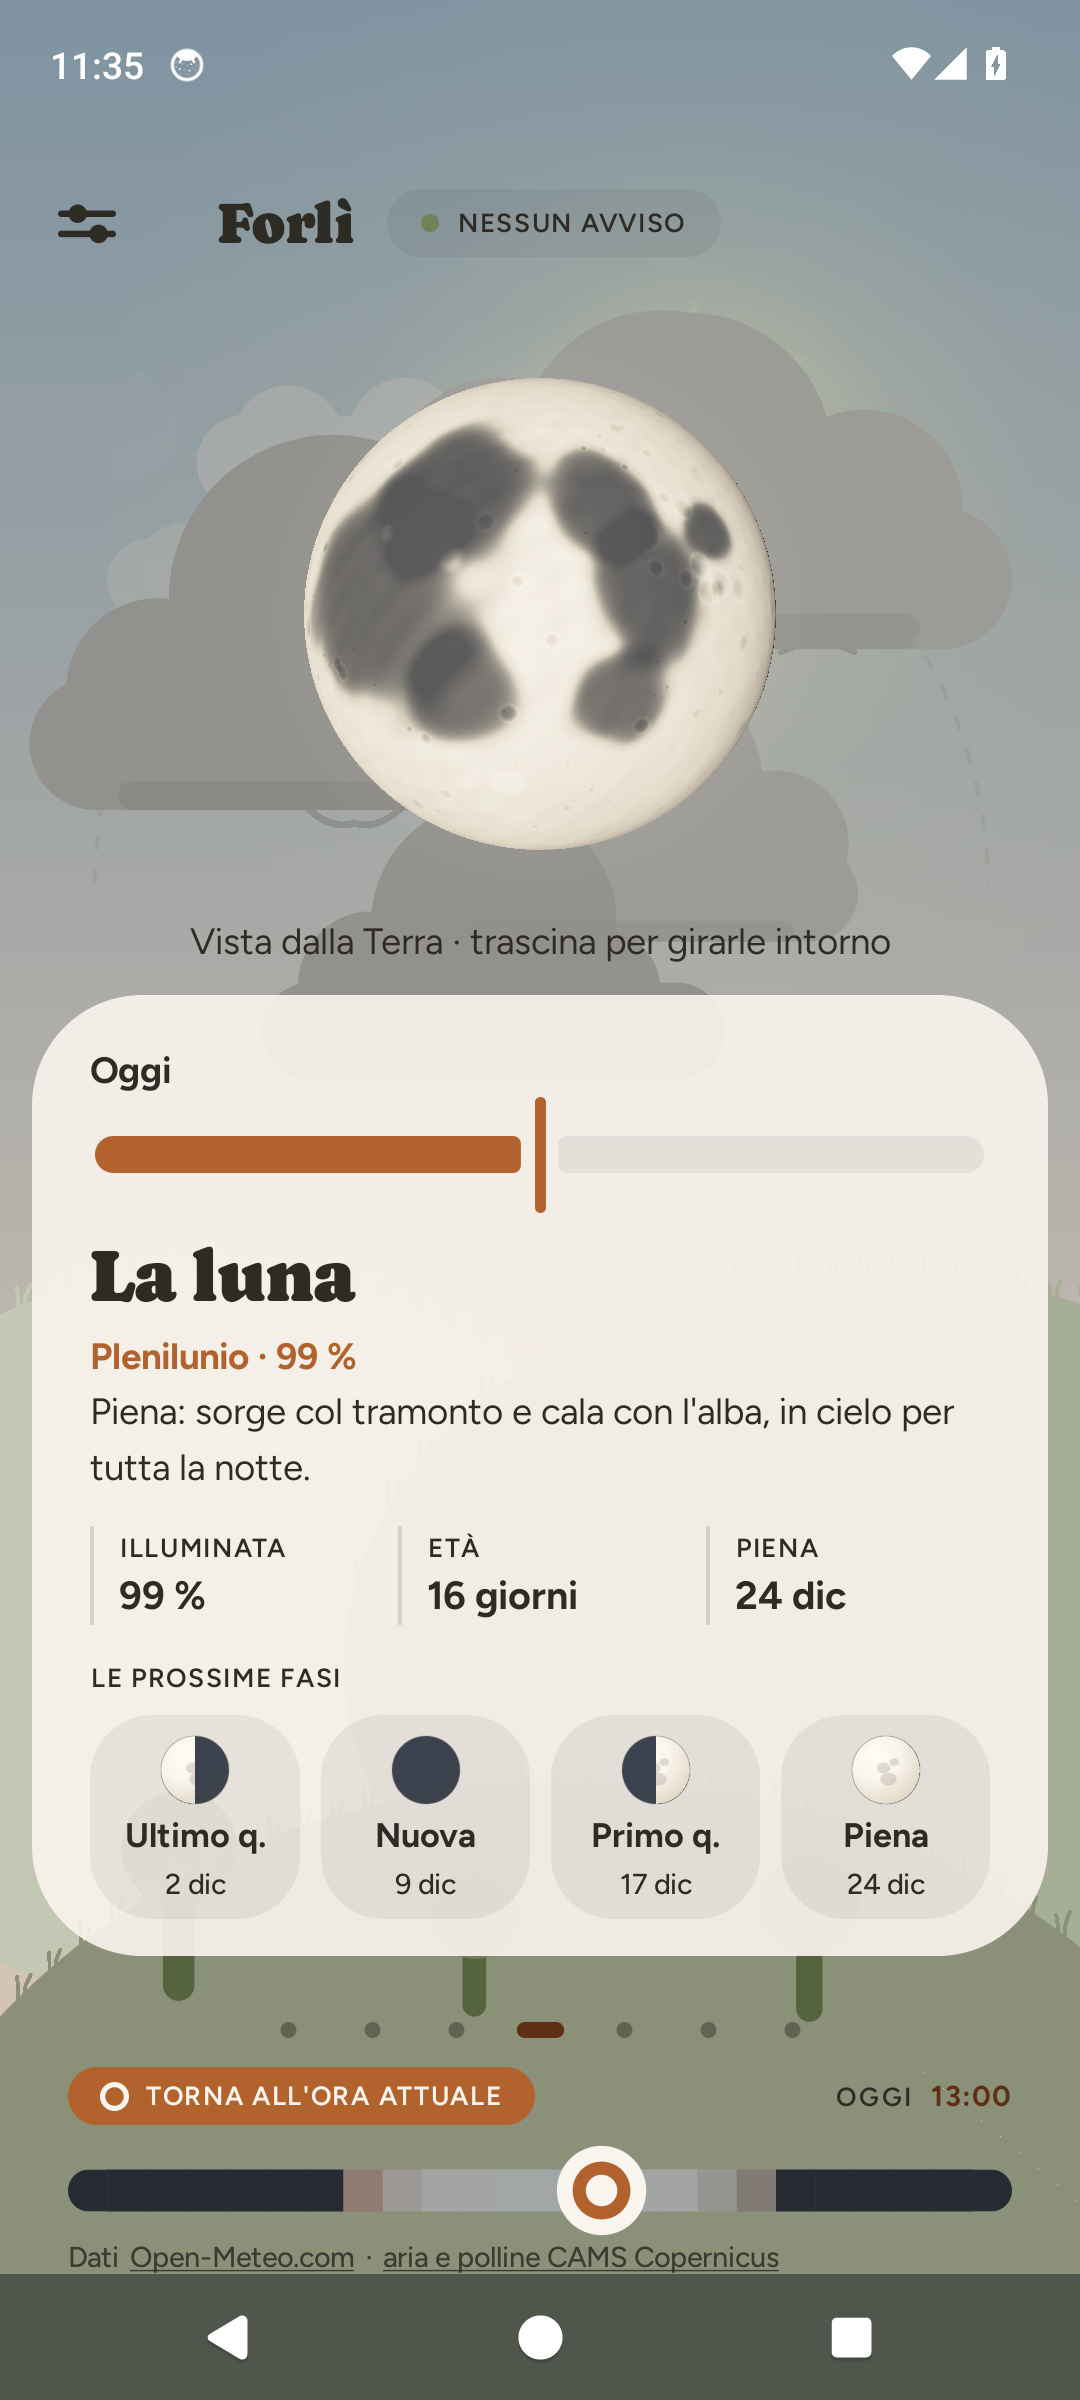 11:35
Forlì
NESSUN AVVISO
Vista dalla Terra · trascina per girarle intorno
Oggi
La luna
Plenilunio · 99 %
Piena: sorge col tramonto e cala con l'alba, in cielo per
tutta la notte.
ILLUMINATA
99 %
ETÀ
16 giorni
PIENA
24 dic
LE PROSSIME FASI
Ultimo q.
2 dic
Nuova
9 dic
Primo q.
17 dic
Piena
24 dic
TORNA ALL'ORA ATTUALE
OGGI 13:00
Dati Open-Meteo.com · aria e polline CAMS Copernicus